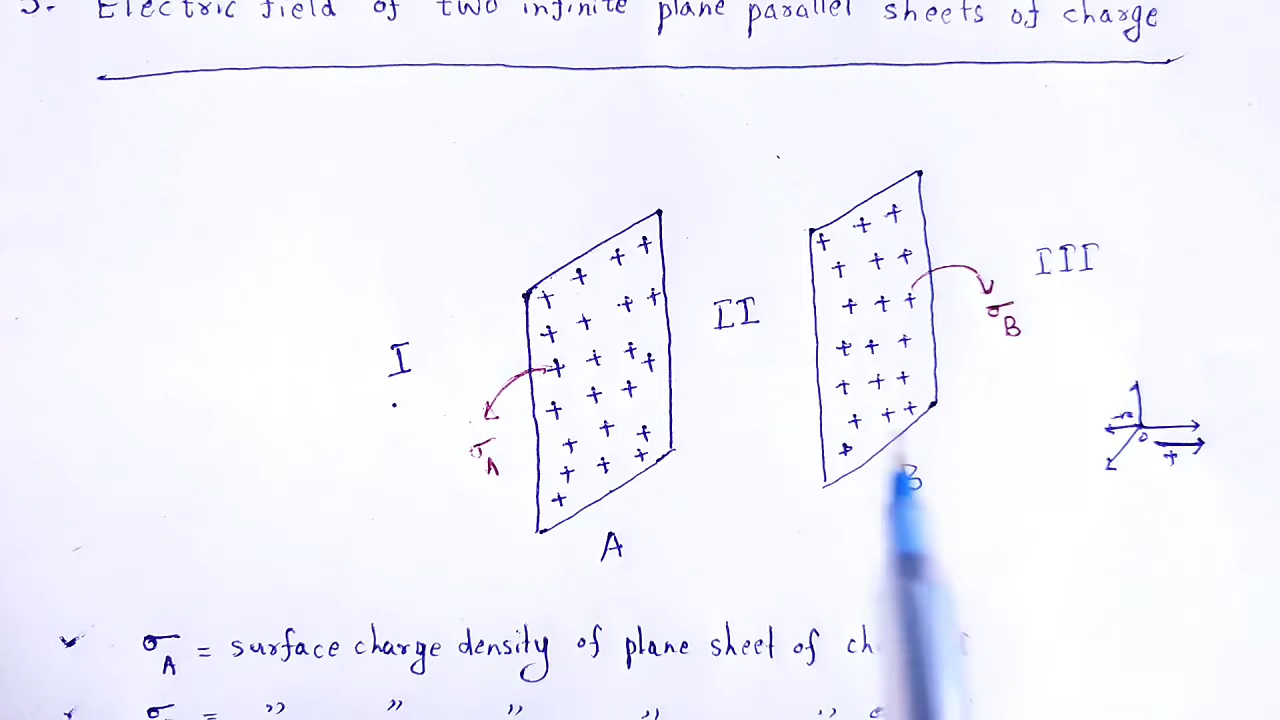 Electric field of two infinite plane parallel sheets of charge
I
II
III
σA
σB
A
B
0
+
σA = surface charge density of plane sheet of
= ,, ,, ,, ,, ,,